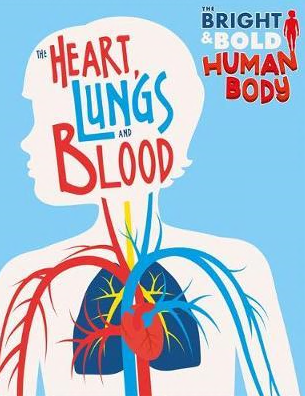 THE HEART,
LUNGS
AND
BLOOD
THE
BRIGHT
& BOLD
HUMAN
BODY